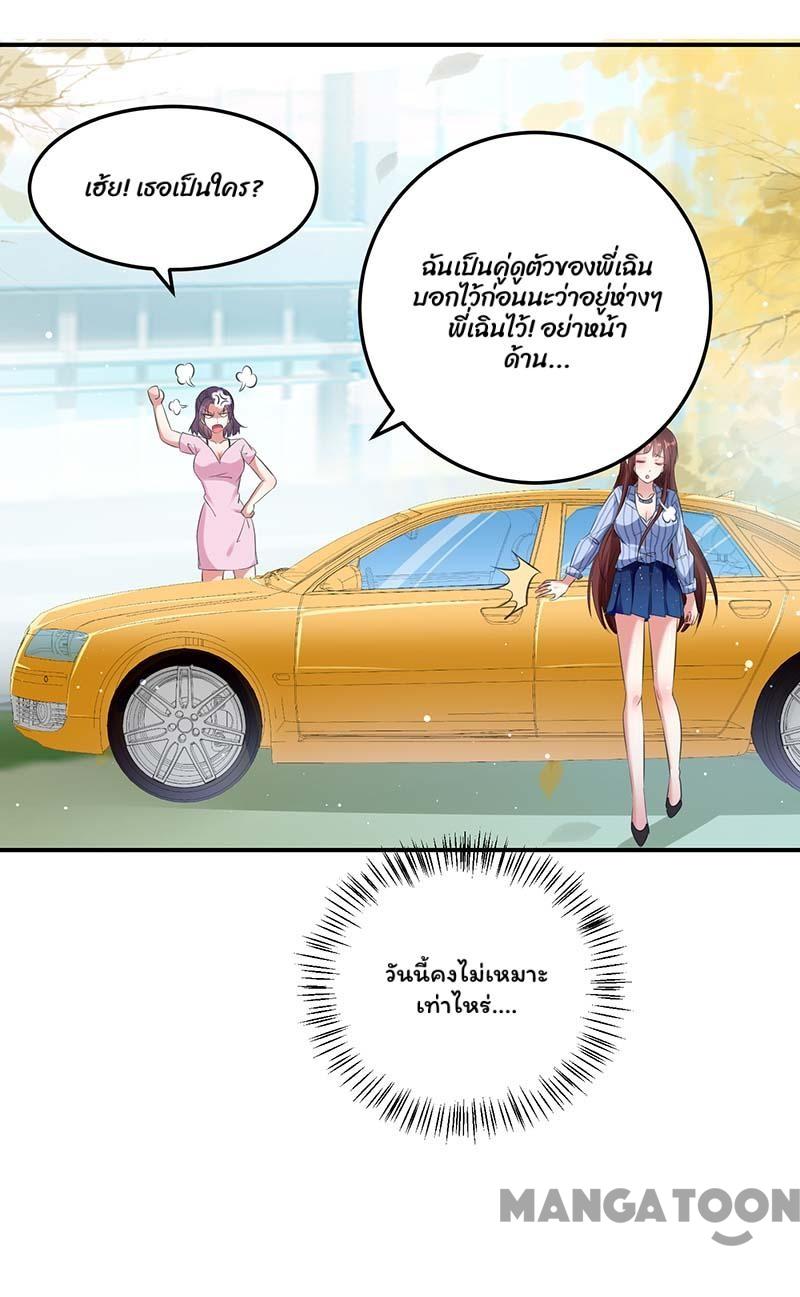 เฮ้ย! เธอเป็นใคร?
ฉันเป็นคู่ดูตัวของพี่เฉิน
บอกไว้ก่อนนะว่าอยู่ห่างๆ
พี่เฉินไว้! อย่าหน้า
ด้าน...
วันนี้คงไม่เหมาะ
เท่าไหร่....
MANGATOON